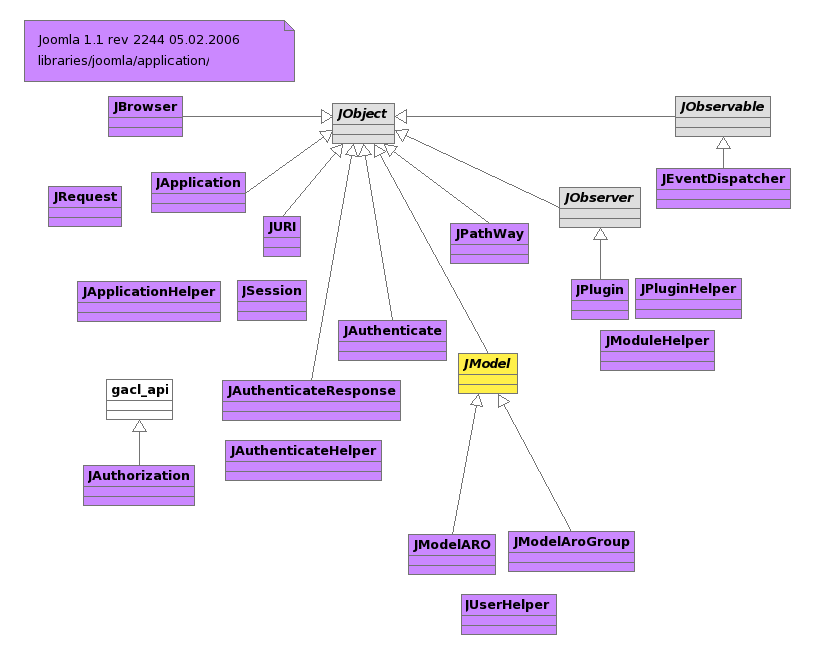 Joomla 1.1 rev 2244 05.02.2006
libraries/joomla/application/
JBrowser
JObject
JObservable
JApplication
JEventDispatcher
JRequest
JObserver
JURI
JPathWay
JApplicationHelper
JSession
JPlugin
JPluginHelper
JAuthenticate
JModuleHelper
JModel
gacl_api
JAuthenticateResponse
JAuthenticateHelper
JAuthorization
JModelARO
JModelAroGroup
JUserHelper